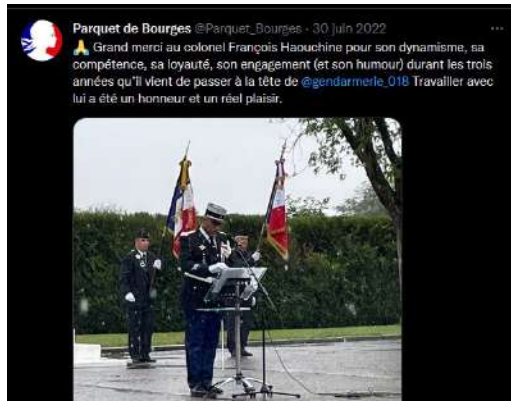 Parquet de Bourges @Parquet_Bourges · 30 juin 2022
🙏 Grand merci au colonel François Haouchine pour son dynamisme, sa
compétence, sa loyauté, son engagement (et son humour) durant les trois
années qu'il vient de passer à la tête de @gendarmerie_018 Travailler avec
lui a été un honneur et un réel plaisir.